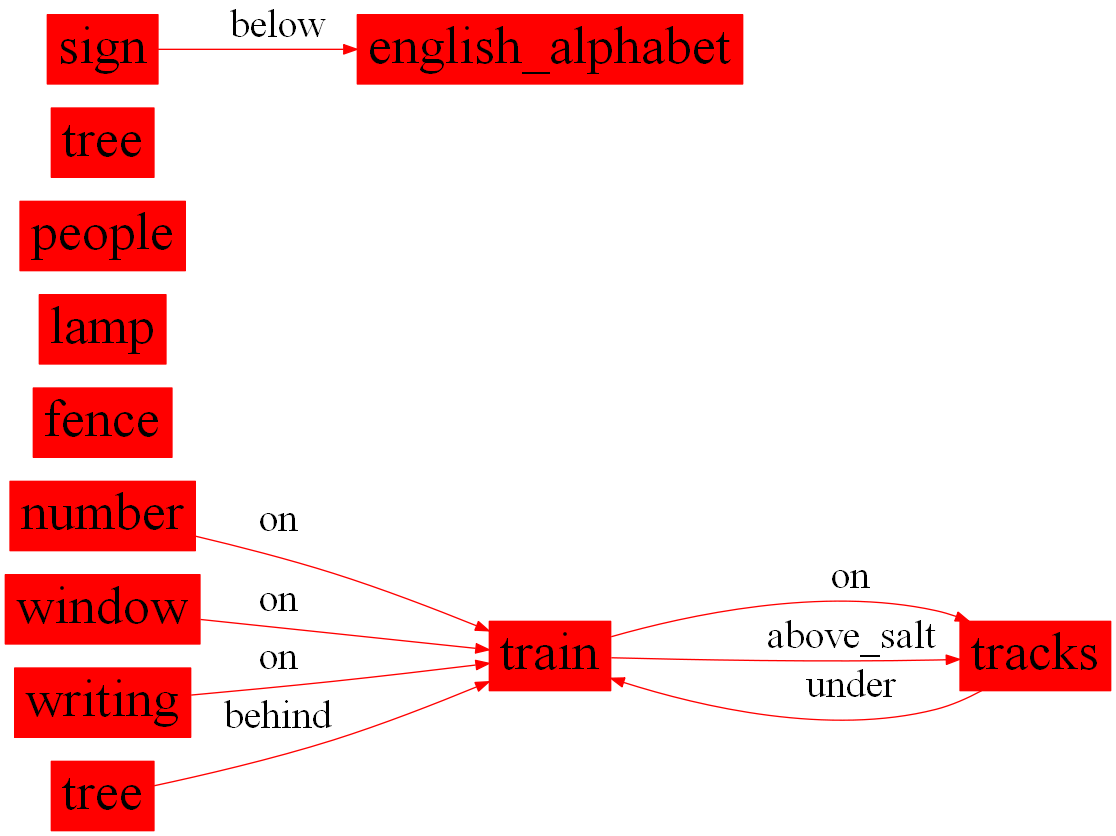 sign below english_alphabet
tree
people
lamp
fence
number on
window on
writing on
tree behind
train on tracks
above_salt
under